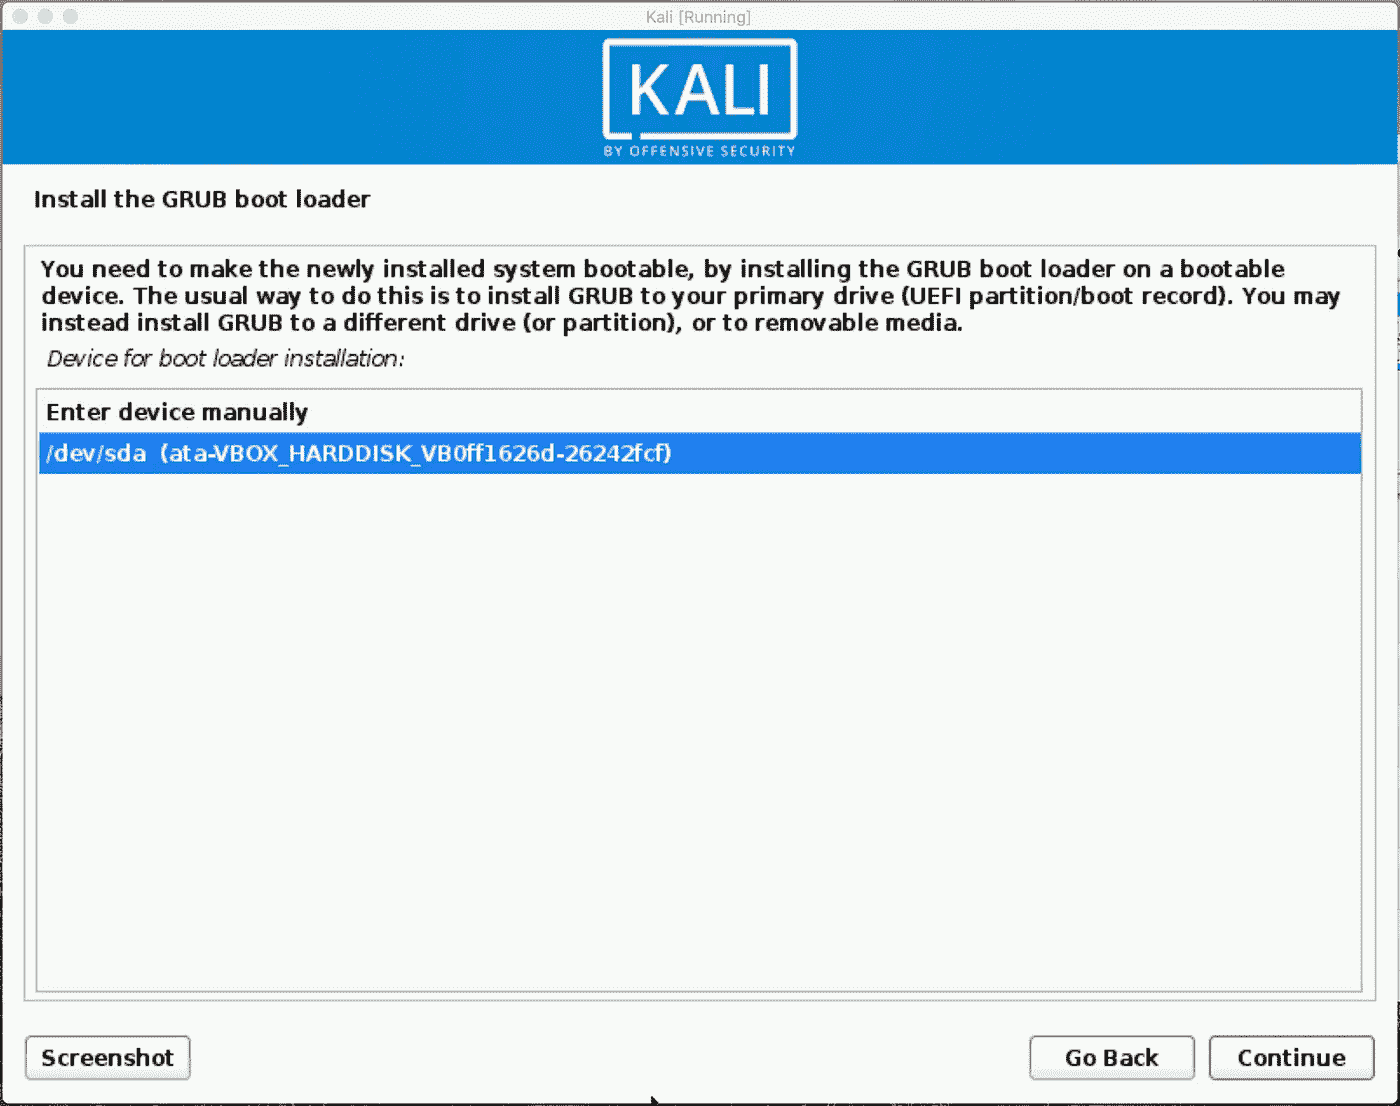 Kali [Running]
KALI
BY OFFENSIVE SECURITY
Install the GRUB boot loader
You need to make the newly installed system bootable, by installing the GRUB boot loader on a bootable
device. The usual way to do this is to install GRUB to your primary drive (UEFI partition/boot record). You may
instead install GRUB to a different drive (or partition), or to removable media.
Device for boot loader installation:
Enter device manually
/dev/sda  (ata-VBOX_HARDDISK_VB0ff1626d-26242fcf)
Screenshot
Go Back
Continue